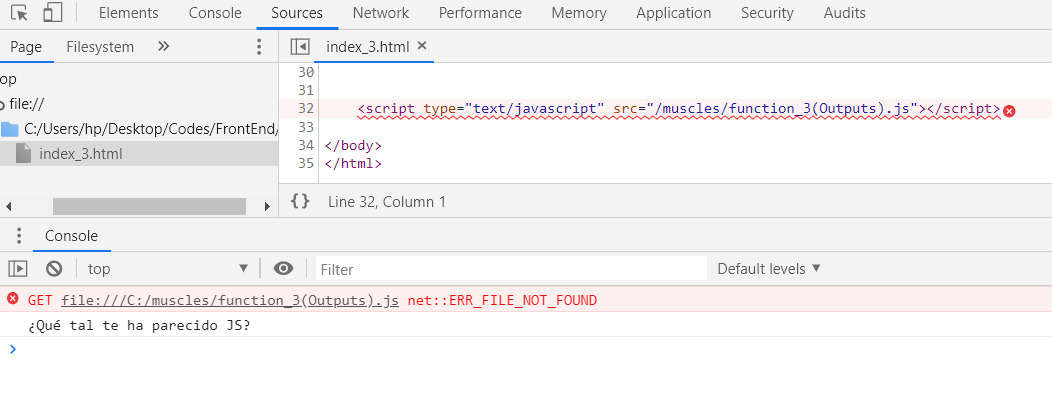 Elements Console Sources Network Performance Memory Application Security Audits
Page Filesystem » index_3.html ×
op
file://
C:/Users/hp/Desktop/Codes/FrontEnd/
index_3.html
30
31
32 <script type="text/javascript" src="/muscles/function_3(Outputs).js"></script>
33
34 </body>
35 </html>
{} Line 32, Column 1
Console
top ▼ Filter Default levels ▼
GET file:///C:/muscles/function_3(Outputs).js net::ERR_FILE_NOT_FOUND
¿Qué tal te ha parecido JS?
>